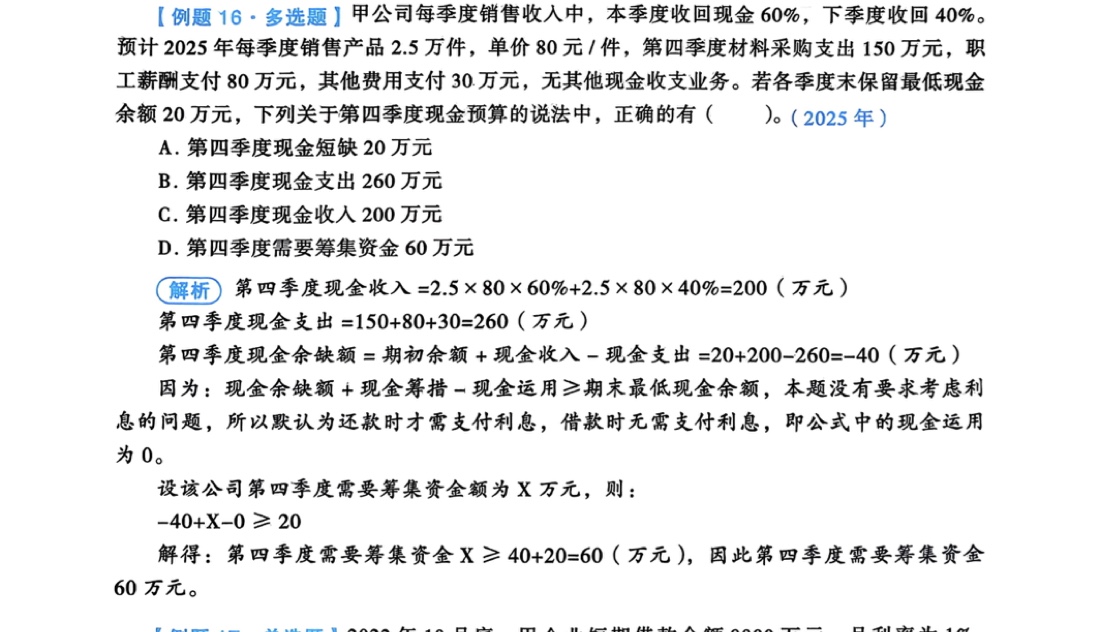 【例题 16·多选题】甲公司每季度销售收入中，本季度收回现金 60%，下季度收回 40%。
预计 2025 年每季度销售产品 2.5 万件，单价 80 元 / 件，第四季度材料采购支出 150 万元，职
工薪酬支付 80 万元，其他费用支付 30 万元，无其他现金收支业务。若各季度末保留最低现金
余额 20 万元，下列关于第四季度现金预算的说法中，正确的有（　　）。（2025 年）
A. 第四季度现金短缺 20 万元
B. 第四季度现金支出 260 万元
C. 第四季度现金收入 200 万元
D. 第四季度需要筹集资金 60 万元
解析 第四季度现金收入 =2.5×80×60%+2.5×80×40%=200（万元）
第四季度现金支出 =150+80+30=260（万元）
第四季度现金余缺额 = 期初余额 + 现金收入 – 现金支出 =20+200–260=–40（万元）
因为：现金余缺额 + 现金筹措 – 现金运用≥期末最低现金余额，本题没有要求考虑利
息的问题，所以默认为还款时才需支付利息，借款时无需支付利息，即公式中的现金运用
为 0。
设该公司第四季度需要筹集资金额为 X 万元，则：
–40+X–0 ≥ 20
解得：第四季度需要筹集资金 X ≥ 40+20=60（万元），因此第四季度需要筹集资金
60 万元。